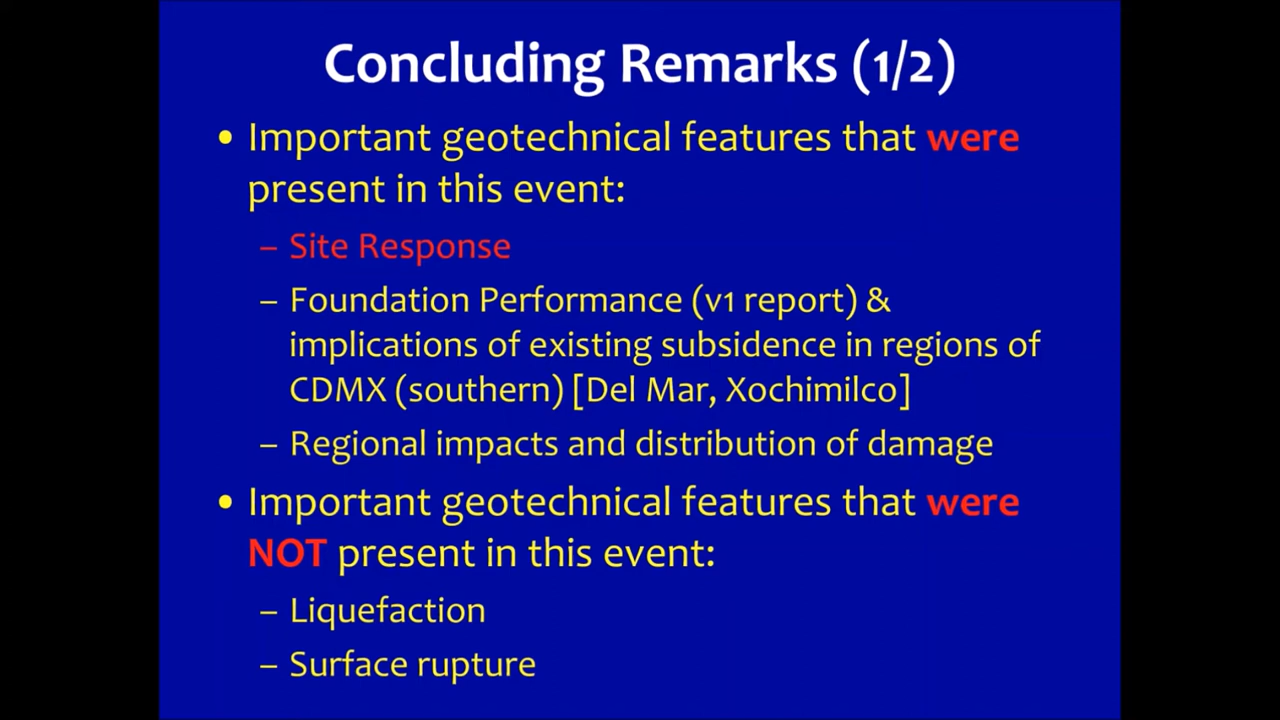 Concluding Remarks (1/2)
• Important geotechnical features that were
present in this event:
– Site Response
– Foundation Performance (v1 report) &
implications of existing subsidence in regions of
CDMX (southern) [Del Mar, Xochimilco]
– Regional impacts and distribution of damage
• Important geotechnical features that were
NOT present in this event:
– Liquefaction
– Surface rupture